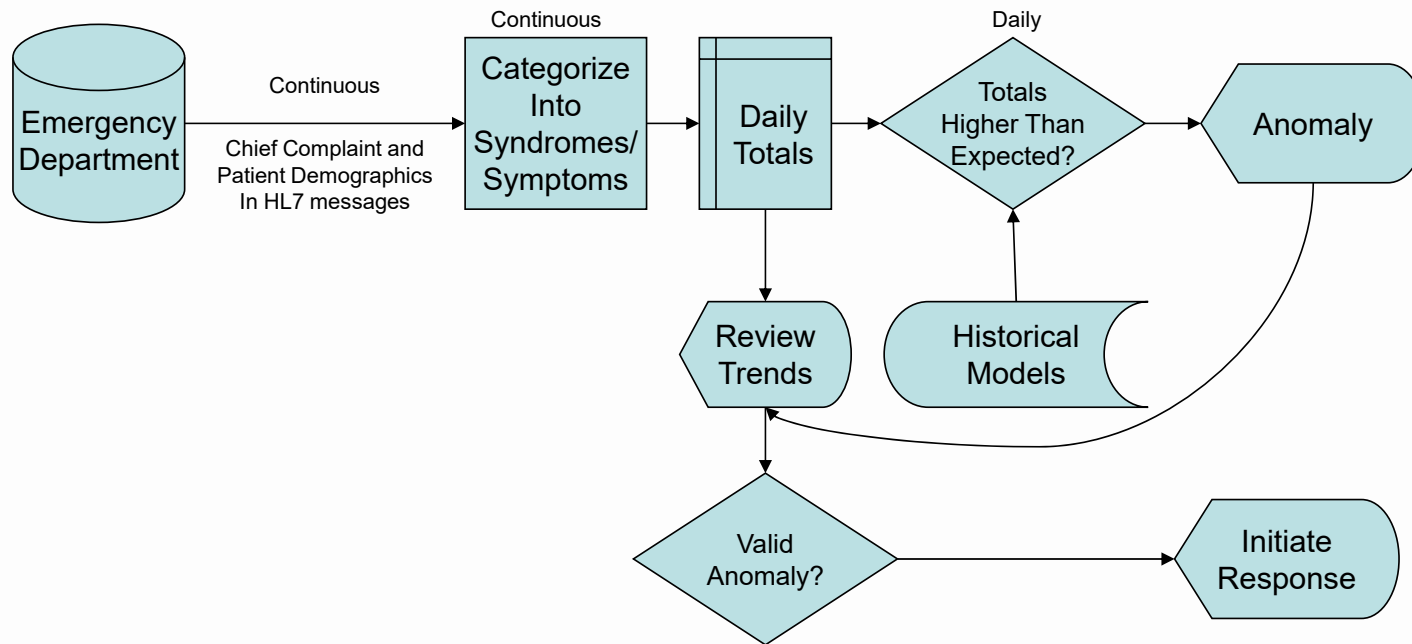 Emergency
Department
Continuous
Chief Complaint and
Patient Demographics
In HL7 messages
Continuous
Categorize
Into
Syndromes/
Symptoms
Daily
Totals
Daily
Totals
Higher Than
Expected?
Anomaly
Review
Trends
Historical
Models
Valid
Anomaly?
Initiate
Response